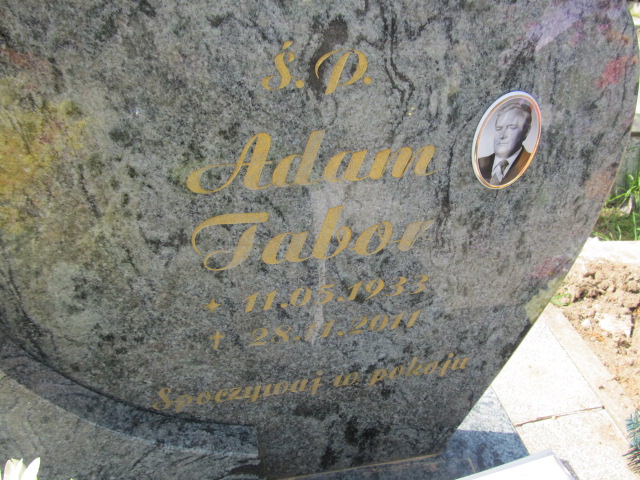 Ś.P.
Adam
Tabor
* 11.05.1933
† 28.11.2011
Spoczywaj w pokoju